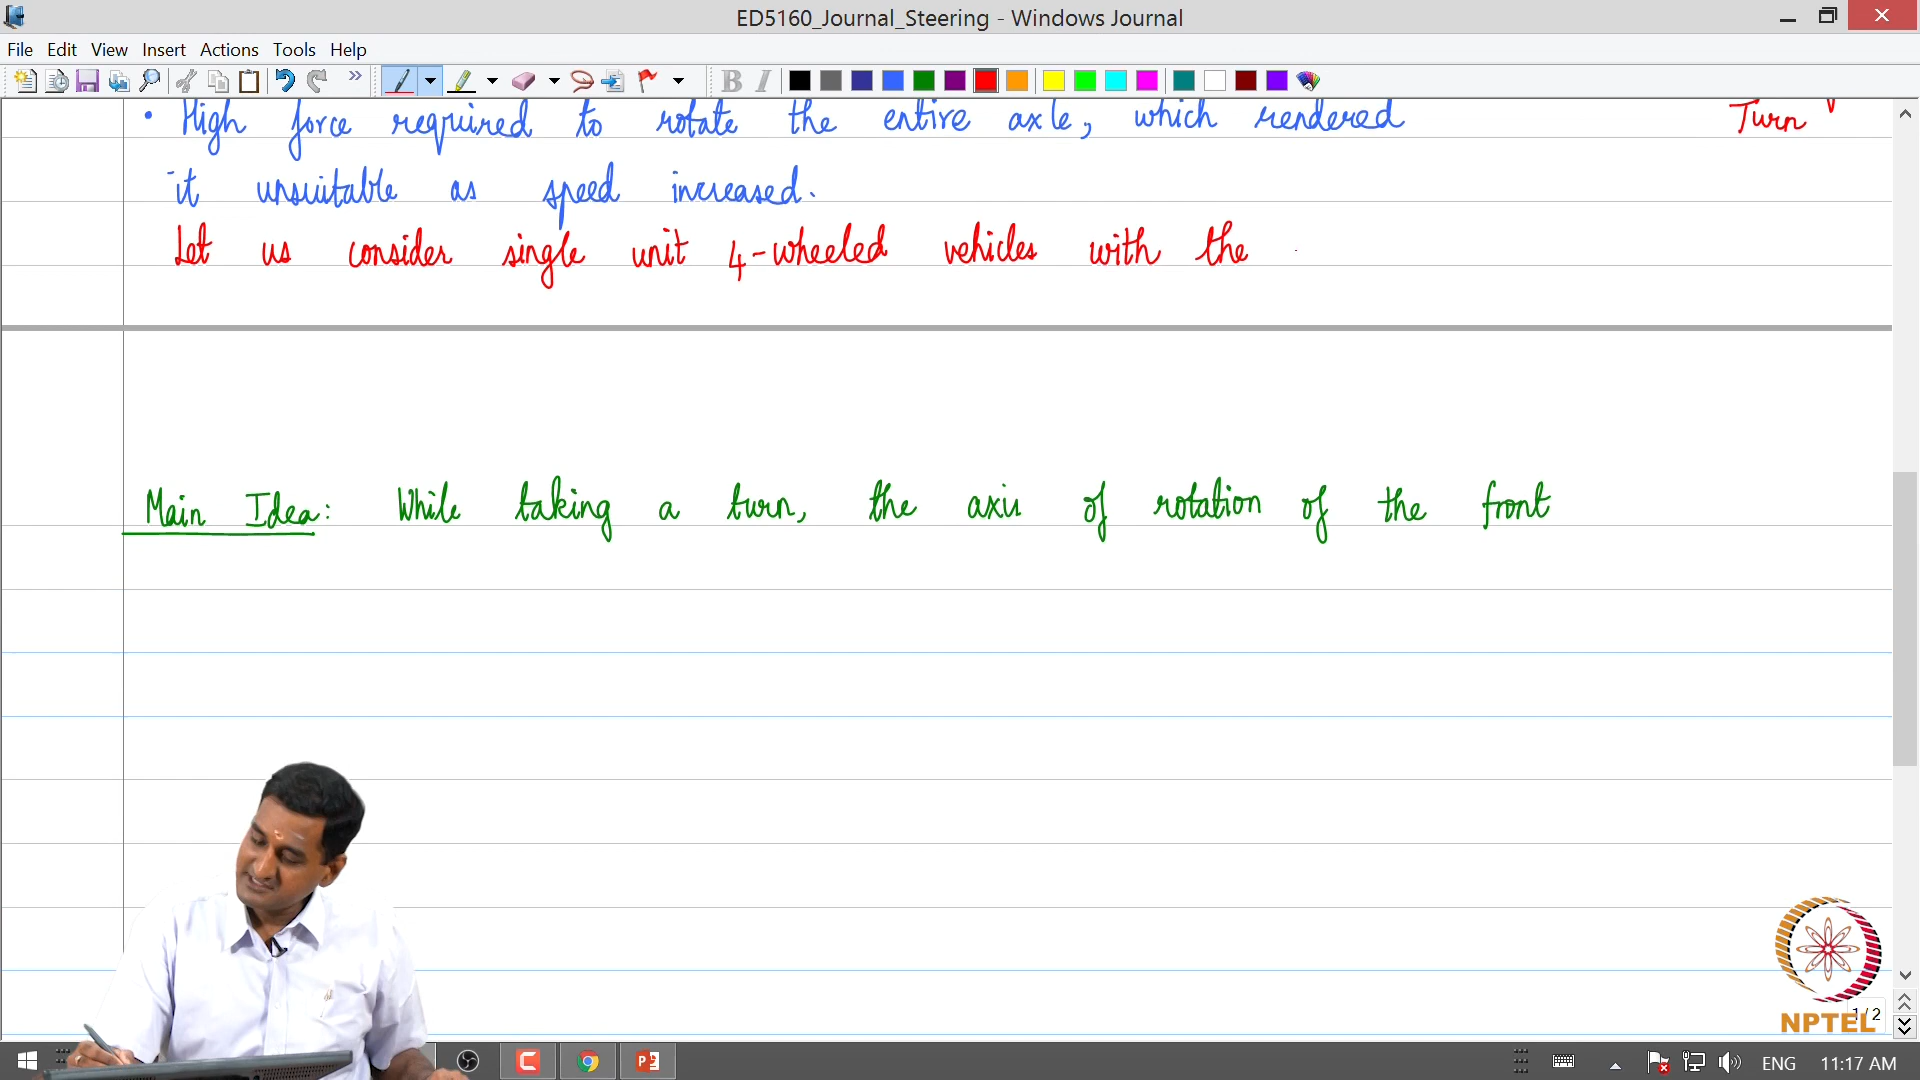 ED5160_Journal_Steering - Windows Journal
File Edit View Insert Actions Tools Help
• High force required to rotate the entire axle, which rendered
Turn
it unsuitable as speed increased.
Let us consider single unit 4-wheeled vehicles with the
Main Idea: While taking a turn, the axis of rotation of the front
1/2
NPTEL
ENG 11:17 AM